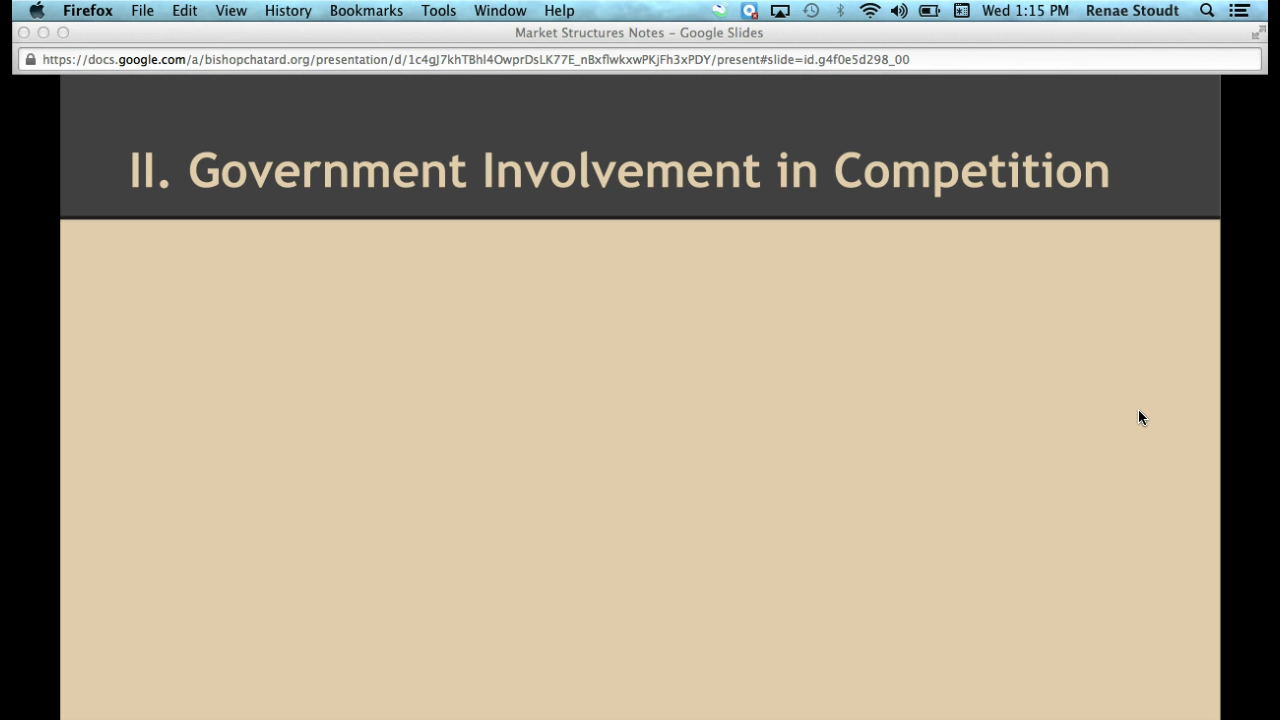 Firefox File Edit View History Bookmarks Tools Window Help Wed 1:15 PM Renae Stoudt
Market Structures Notes – Google Slides
https://docs.google.com/a/bishopchatard.org/presentation/d/1c4gJ7khTBhl4OwprDsLK77E_nBxflwkxwPKjFh3xPDY/present#slide=id.g4f0e5d298_00
II. Government Involvement in Competition